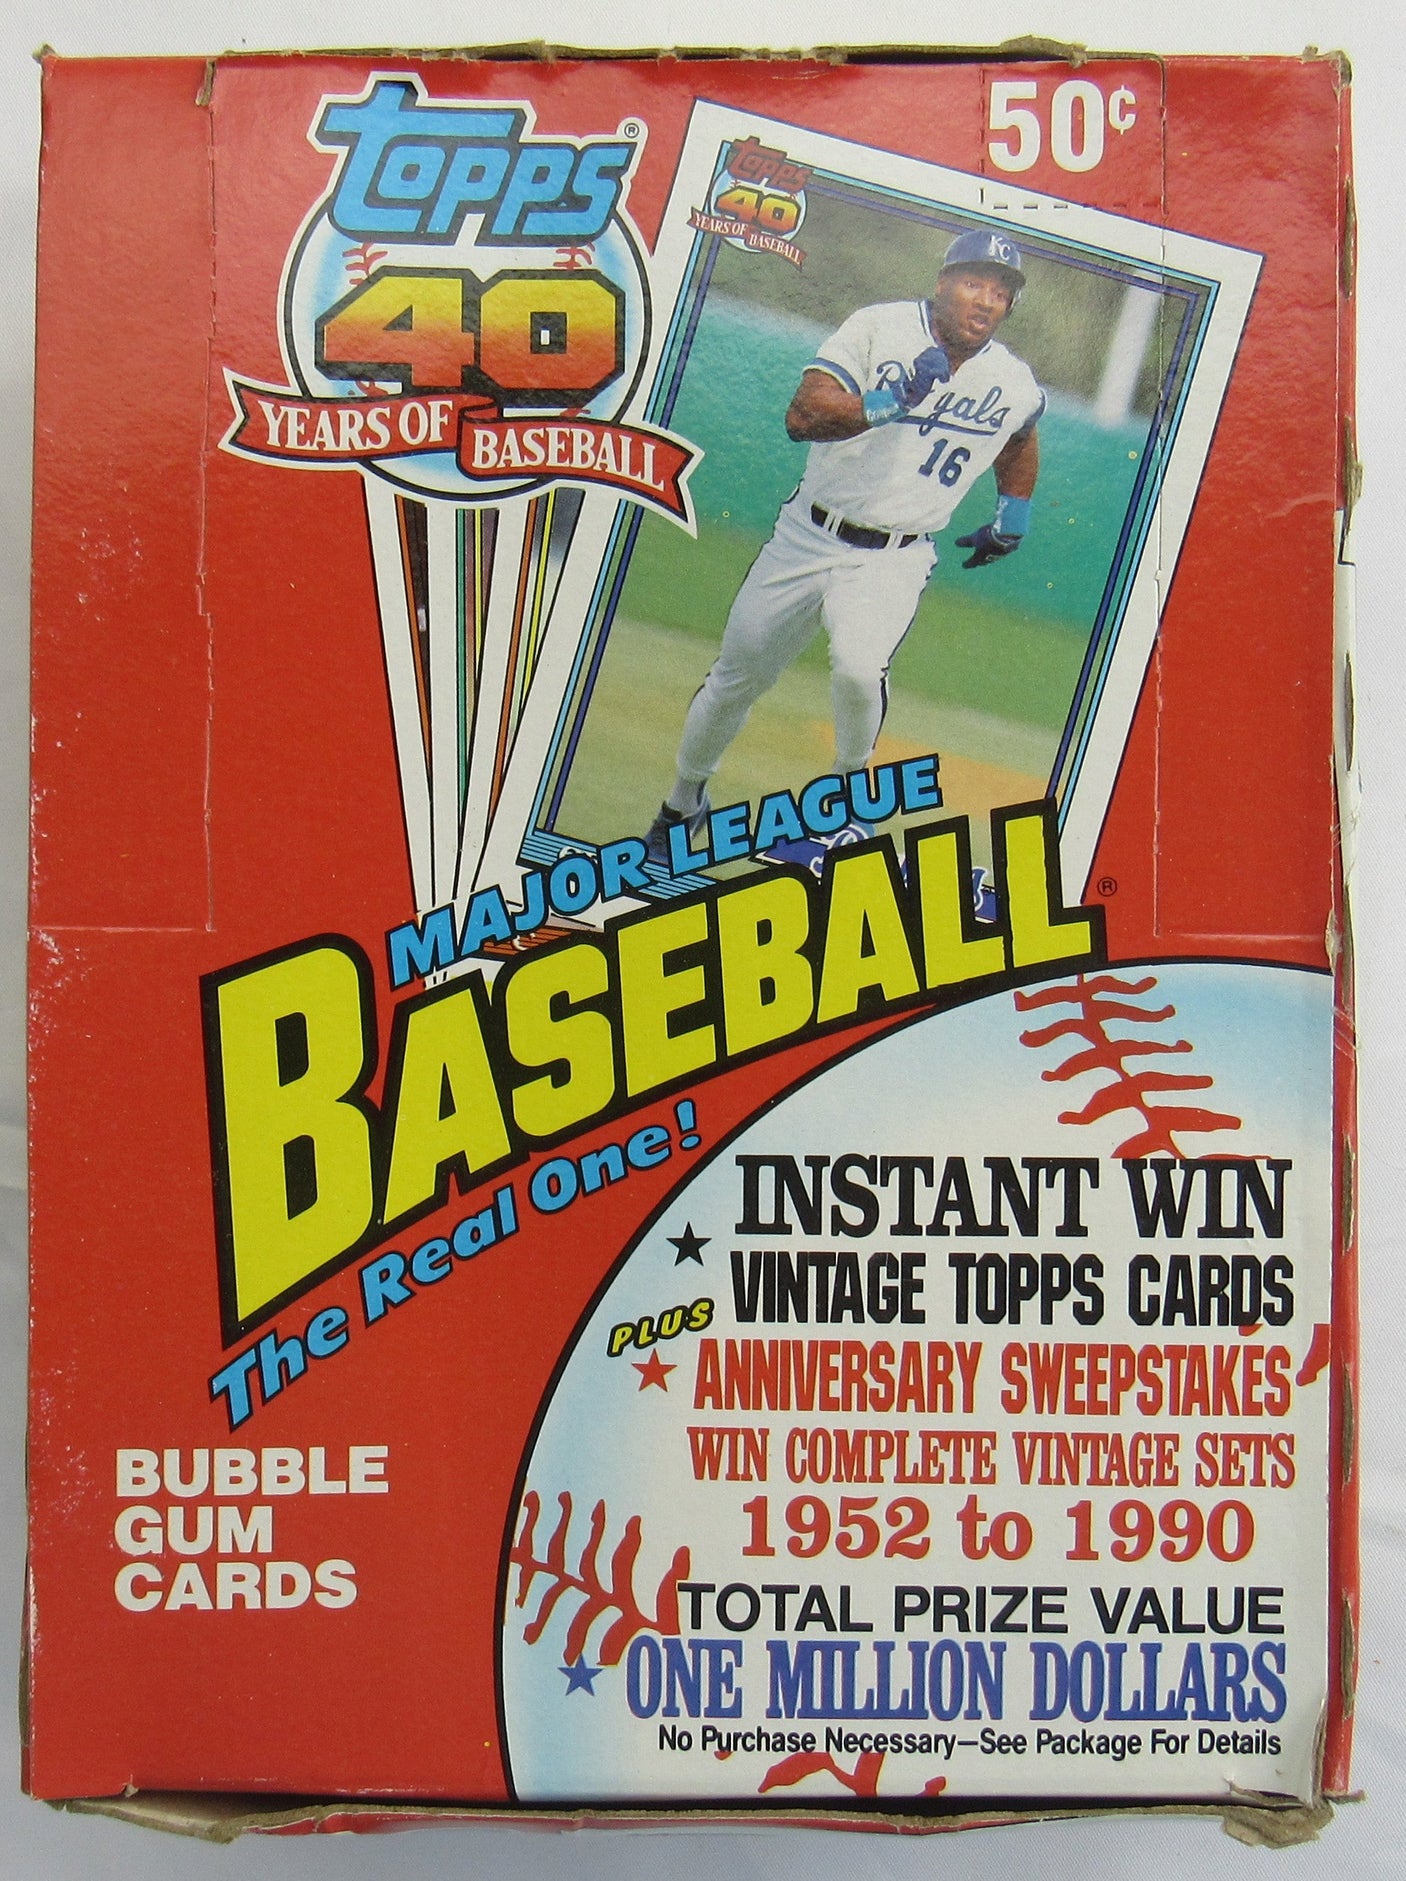 50¢
Topps®
40
YEARS OF BASEBALL
Topps
40
YEARS OF BASEBALL
KC
Royals
16
MAJOR LEAGUE
BASEBALL®
The Real One!
INSTANT WIN
VINTAGE TOPPS CARDS
PLUS
ANNIVERSARY SWEEPSTAKES
WIN COMPLETE VINTAGE SETS
1952 to 1990
TOTAL PRIZE VALUE
ONE MILLION DOLLARS
No Purchase Necessary—See Package For Details
BUBBLE
GUM
CARDS